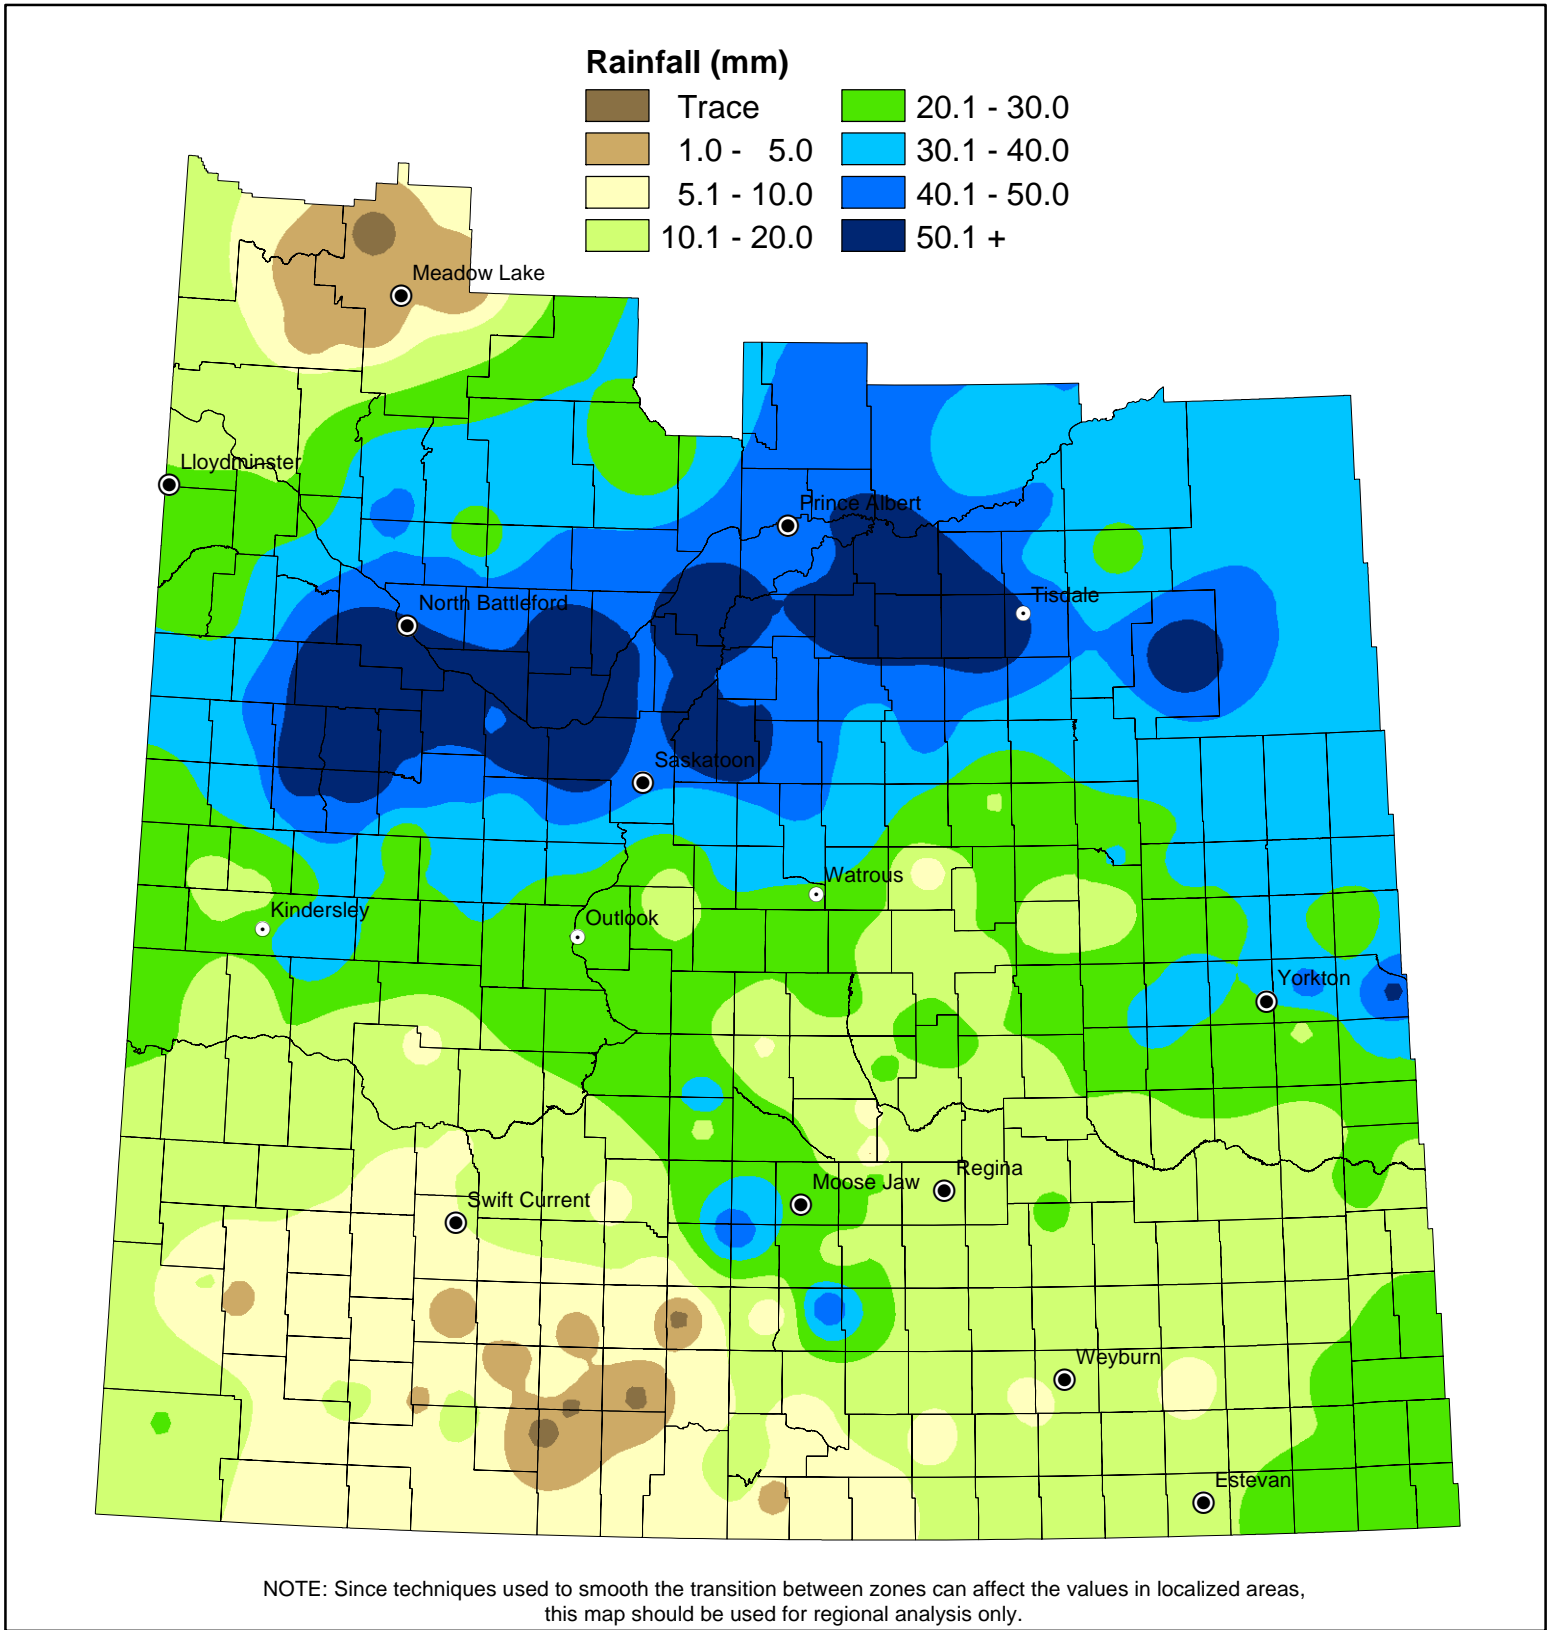 Rainfall (mm)
Trace
1.0 - 5.0
5.1 - 10.0
10.1 - 20.0
20.1 - 30.0
30.1 - 40.0
40.1 - 50.0
50.1 +
Meadow Lake
Lloydminster
Prince Albert
North Battleford
Tisdale
Saskatoon
Watrous
Kindersley
Outlook
Yorkton
Regina
Moose Jaw
Swift Current
Weyburn
Estevan
NOTE: Since techniques used to smooth the transition between zones can affect the values in localized areas,
this map should be used for regional analysis only.